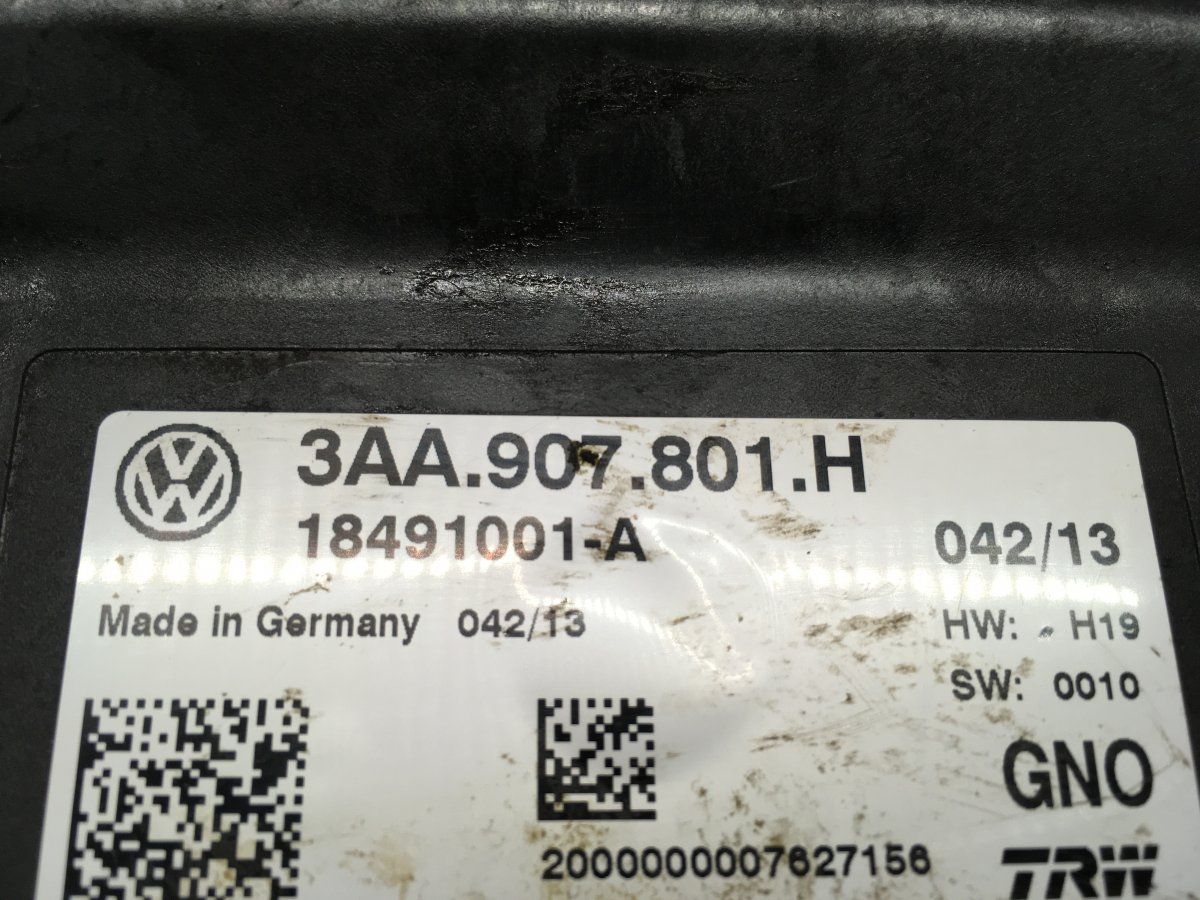 3AA.907.801.H
18491001-A 042/13
Made in Germany 042/13 HW: H19
SW: 0010
GNO
2000000007627156
TRW